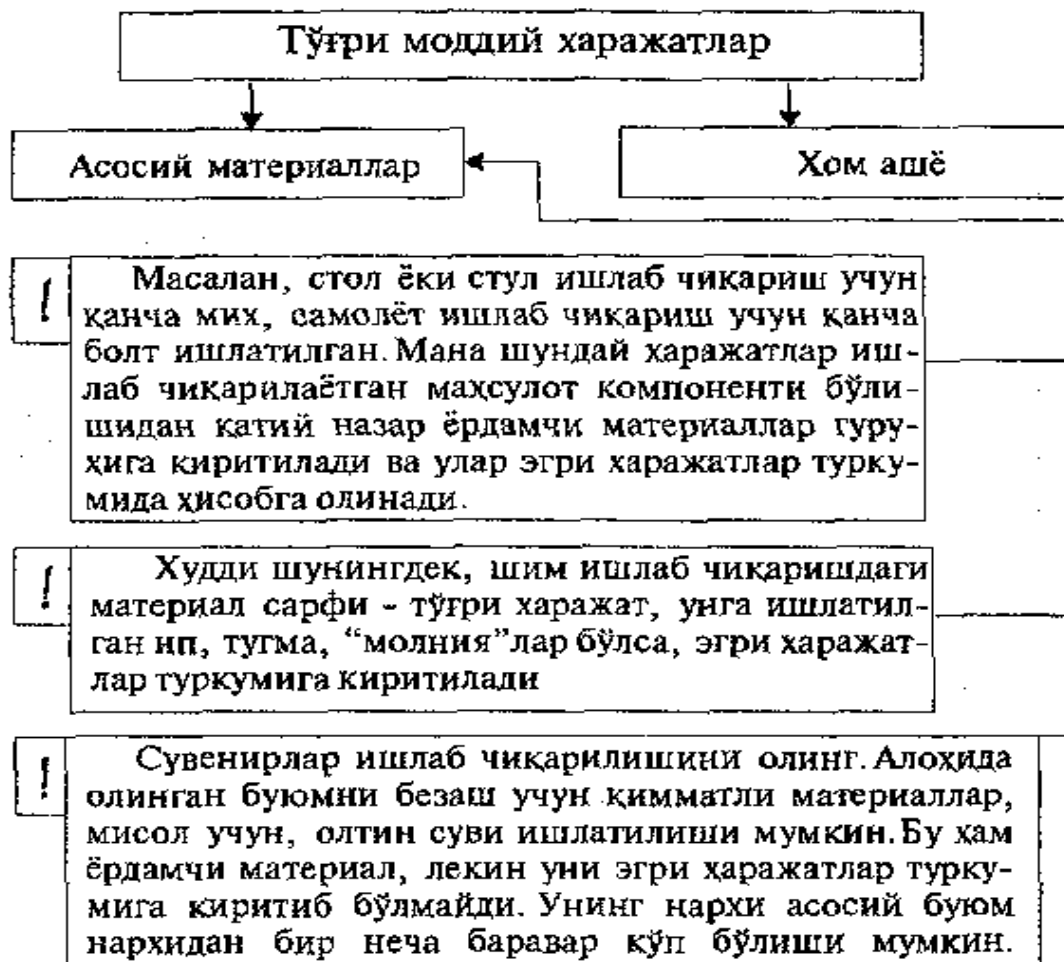 Тўғри моддий харажатлар
Асосий материаллар
Хом ашё
!
Масалан, стол ёки стул ишлаб чиқариш учун
қанча мих, самолёт ишлаб чиқариш учун қанча
болт ишлатилган. Мана шундай харажатлар иш-
лаб чиқарилаётган маҳсулот компоненти бўли-
шидан қатий назар ёрдамчи материаллар гуру-
ҳига киритилади ва улар эгри харажатлар турку-
мида ҳисобга олинади.
!
Худди шунингдек, шим ишлаб чиқаришдаги
материал сарфи - тўғри харажат, унга ишлатил-
ган ип, тугма, “молния”лар бўлса, эгри харажат-
лар туркумига киритилади
!
Сувенирлар ишлаб чиқарилишини олинг. Алоҳида
олинган буюмни безаш учун қимматли материаллар,
мисол учун, олтин суви ишлатилиши мумкин. Бу ҳам
ёрдамчи материал, лекин уни эгри ҳаражатлар турку-
мига киритиб бўлмайди. Унинг нархи асосий буюм
нархидан бир неча баравар кўп бўлиши мумкин.